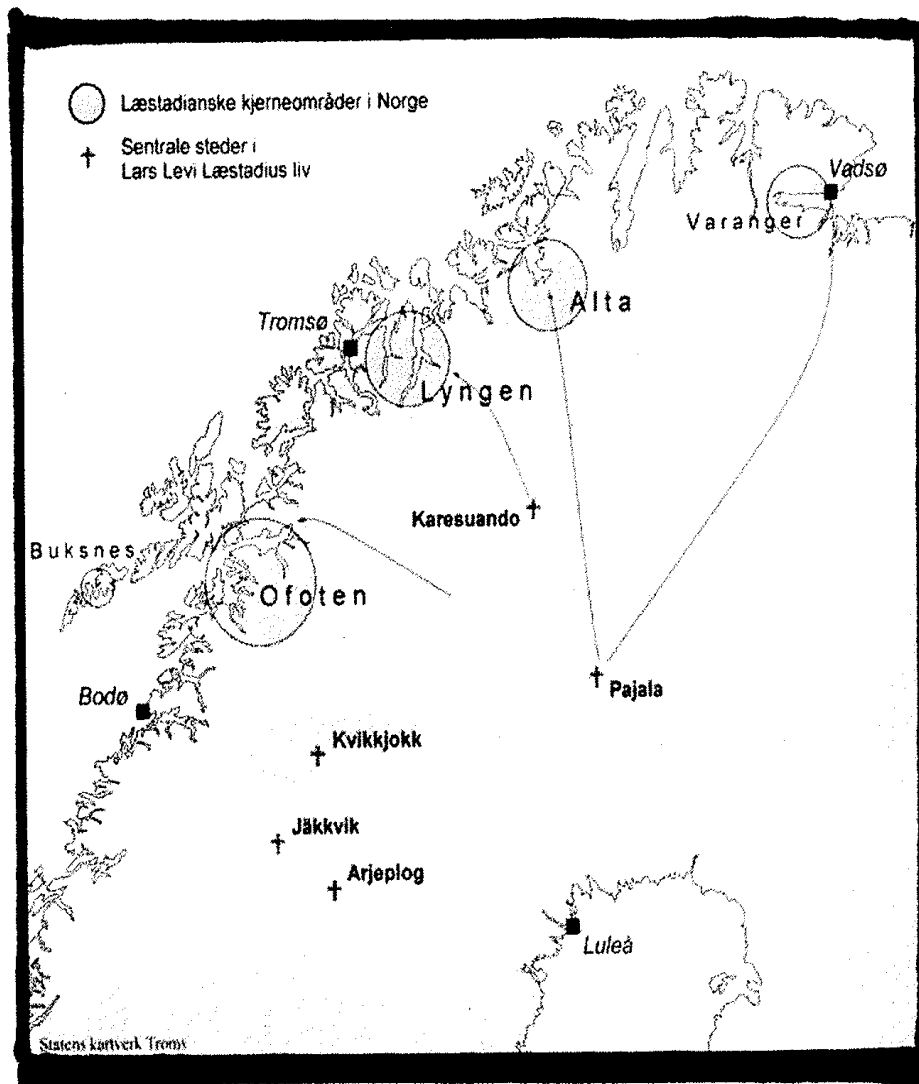 Læstadianske kjerneområder i Norge
Sentrale steder i
Lars Levi Læstadius liv
Vadsø
Varanger
Alta
Tromsø
Lyngen
Karesuando
Buksnes
Ofoten
Pajala
Bodø
Kvikkjokk
Jäkkvik
Arjeplog
Luleå
Statens kartverk Troms